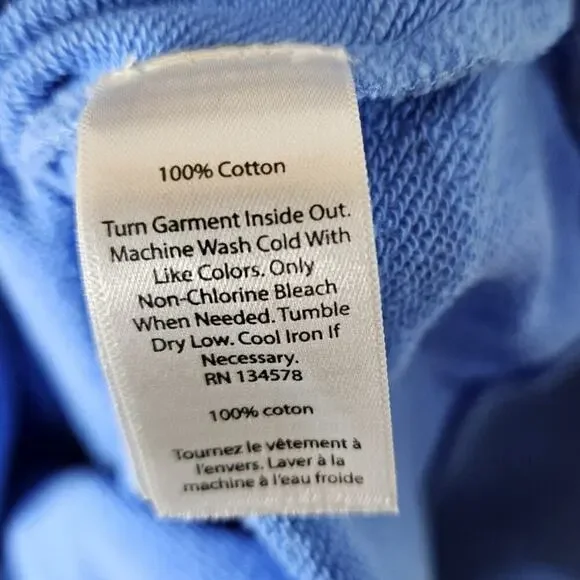 100% Cotton
Turn Garment Inside Out.
Machine Wash Cold With
Like Colors. Only
Non-Chlorine Bleach
When Needed. Tumble
Dry Low. Cool Iron If
Necessary.
RN 134578
100% coton
Tournez le vêtement à
l'envers. Laver à la
machine à l'eau froide